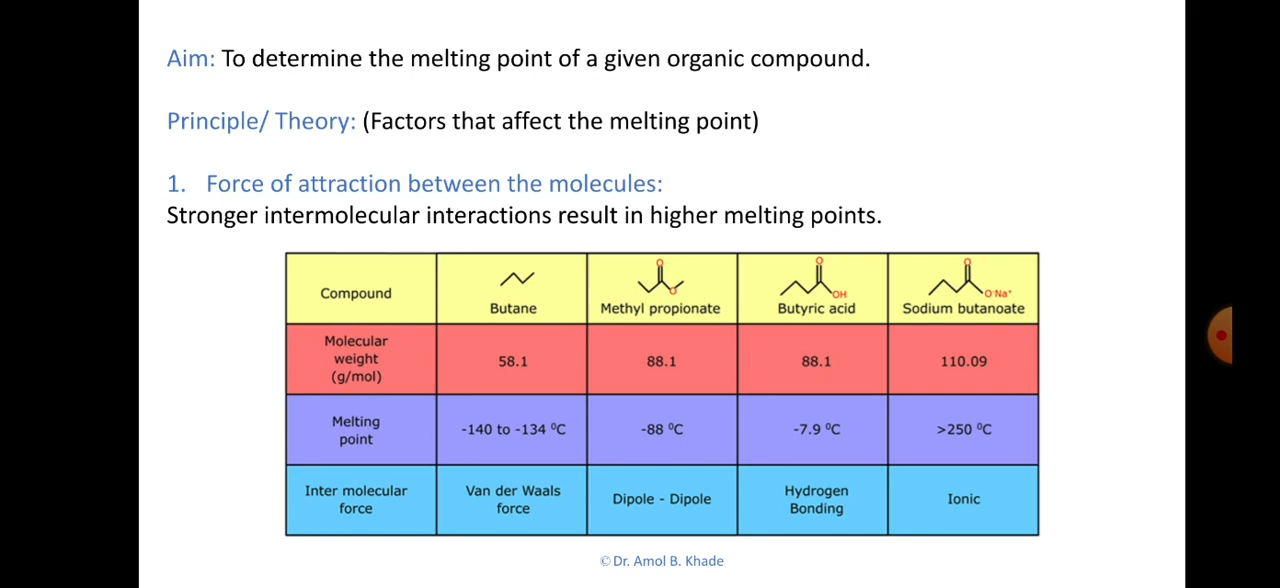 Aim: To determine the melting point of a given organic compound.
Principle/ Theory: (Factors that affect the melting point)
1. Force of attraction between the molecules:
Stronger intermolecular interactions result in higher melting points.
Compound
O
O
Butane
Methyl propionate
O
OH
Butyric acid
O
O⁻Na⁺
Sodium butanoate
Molecular
weight
(g/mol)
58.1
88.1
88.1
110.09
Melting
point
-140 to -134 ⁰C
-88 ⁰C
-7.9 ⁰C
>250 ⁰C
Inter molecular
force
Van der Waals
force
Dipole - Dipole
Hydrogen
Bonding
Ionic
© Dr. Amol B. Khade